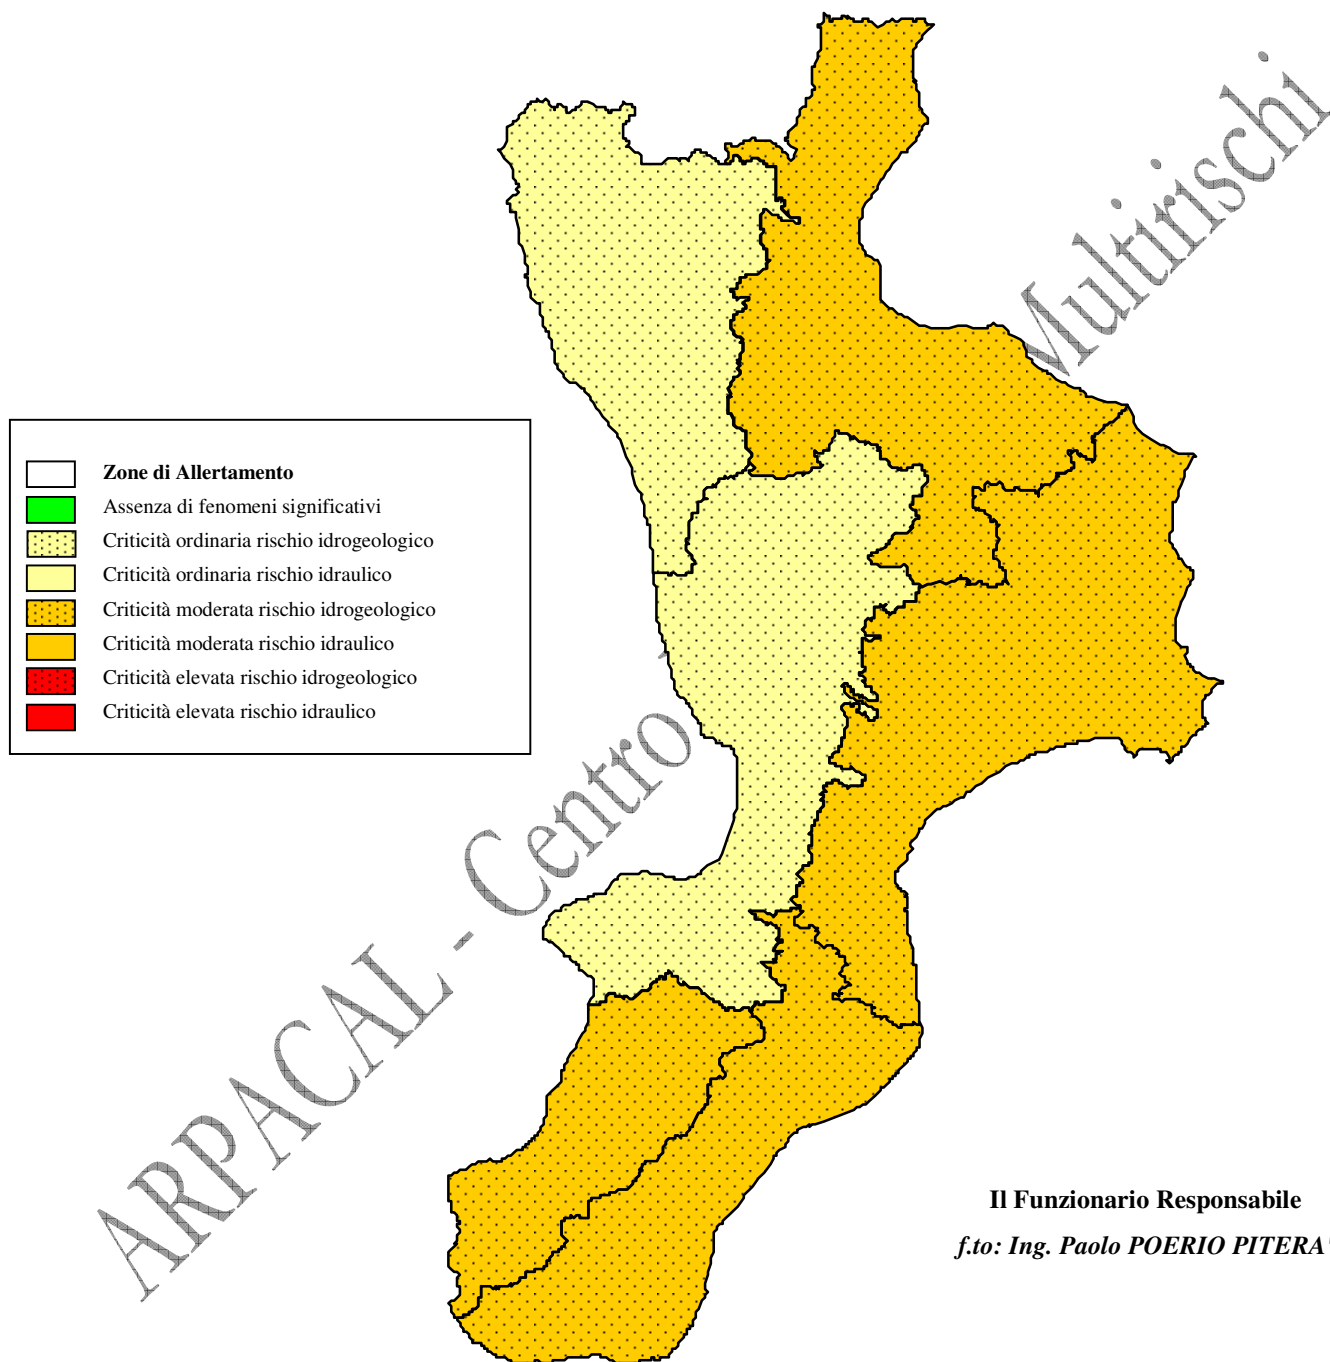 Zone di Allertamento
Assenza di fenomeni significativi
Criticità ordinaria rischio idrogeologico
Criticità ordinaria rischio idraulico
Criticità moderata rischio idrogeologico
Criticità moderata rischio idraulico
Criticità elevata rischio idrogeologico
Criticità elevata rischio idraulico
ARPACAL - Centro Multirischi
Il Funzionario Responsabile
f.to: Ing. Paolo POERIO PITERA'